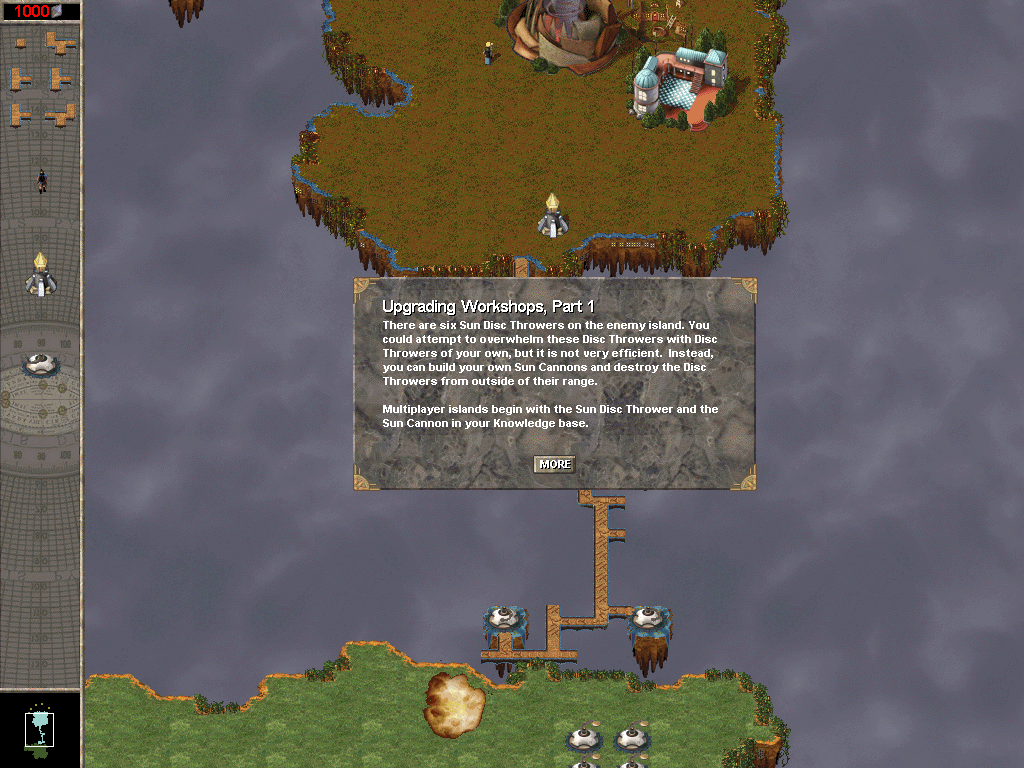 1000
Upgrading Workshops, Part 1
There are six Sun Disc Throwers on the enemy island. You
could attempt to overwhelm these Disc Throwers with Disc
Throwers of your own, but it is not very efficient. Instead,
you can build your own Sun Cannons and destroy the Disc
Throwers from outside of their range.
Multiplayer islands begin with the Sun Disc Thrower and the
Sun Cannon in your Knowledge base.
MORE